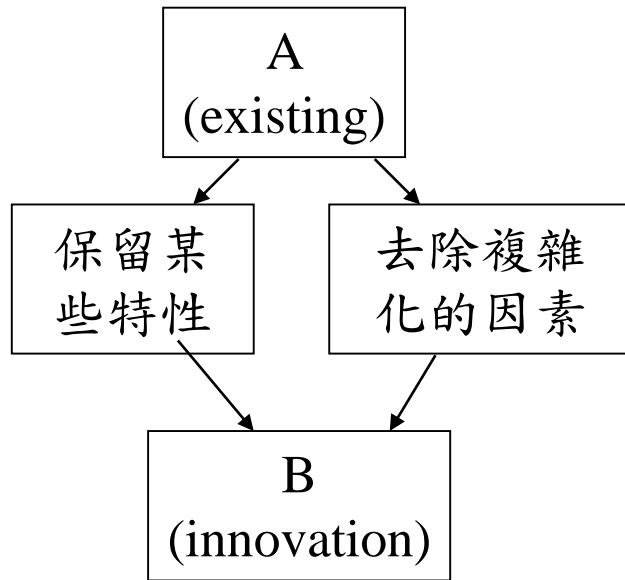 A
(existing)
保留某
些特性
去除複雜
化的因素
B
(innovation)